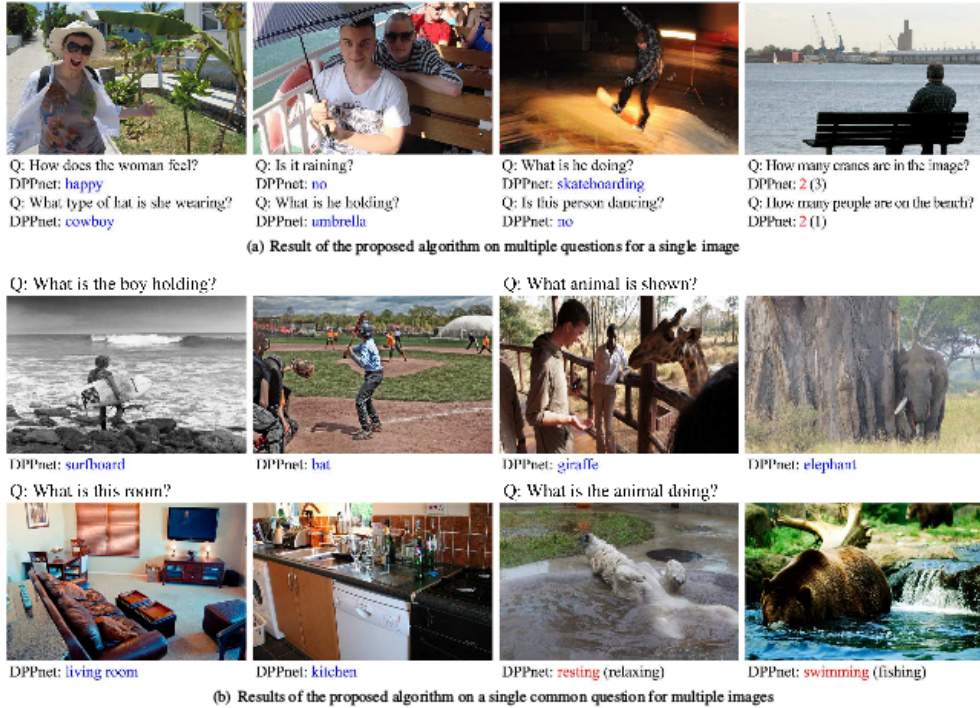 Q: How does the woman feel?
DPPnet: happy
Q: What type of hat is she wearing?
DPPnet: cowboy
Q: Is it raining?
DPPnet: no
Q: What is he holding?
DPPnet: umbrella
Q: What is he doing?
DPPnet: skateboarding
Q: Is this person dancing?
DPPnet: no
Q: How many cranes are in the image?
DPPnet: 2 (3)
Q: How many people are on the bench?
DPPnet: 2 (1)
(a) Result of the proposed algorithm on multiple questions for a single image
Q: What is the boy holding?
DPPnet: surfboard
DPPnet: bat
Q: What animal is shown?
DPPnet: giraffe
DPPnet: elephant
Q: What is this room?
DPPnet: living room
DPPnet: kitchen
Q: What is the animal doing?
DPPnet: resting (relaxing)
DPPnet: swimming (fishing)
(b) Results of the proposed algorithm on a single common question for multiple images